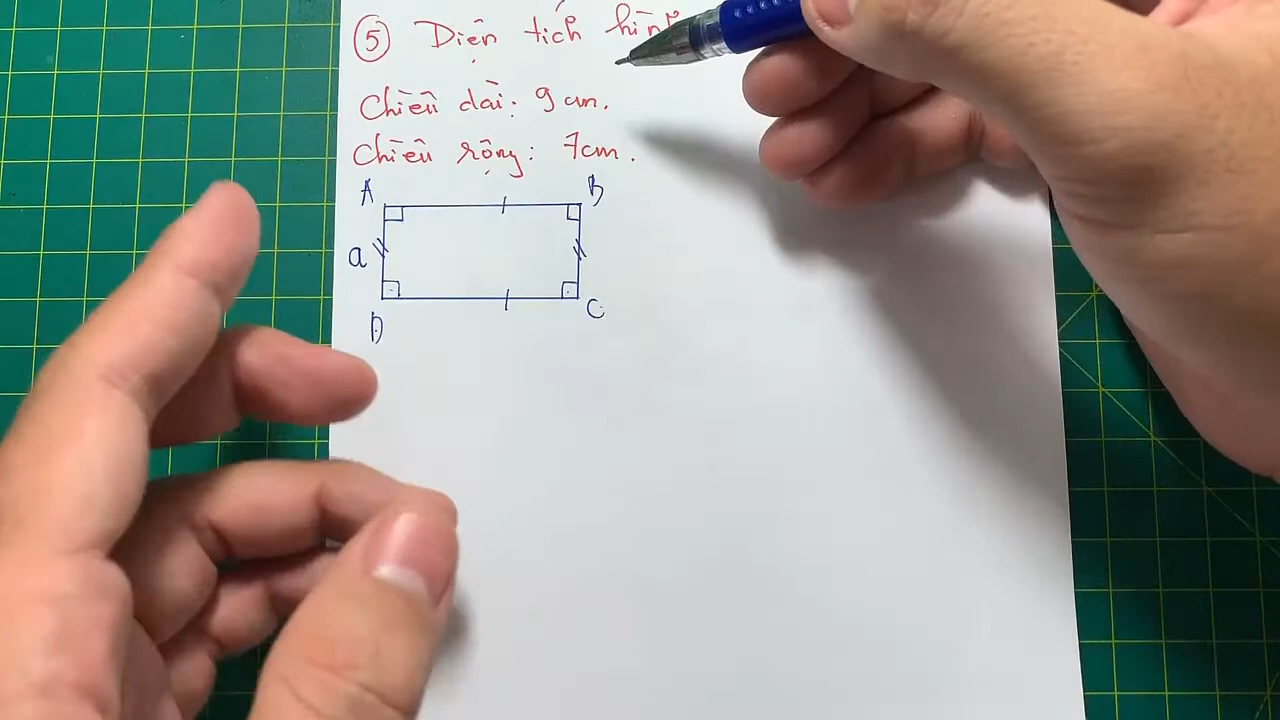 ⑤ Diện tích hình
Chiều dài: 9 cm.
Chiều rộng: 7cm.
A B
a
D C